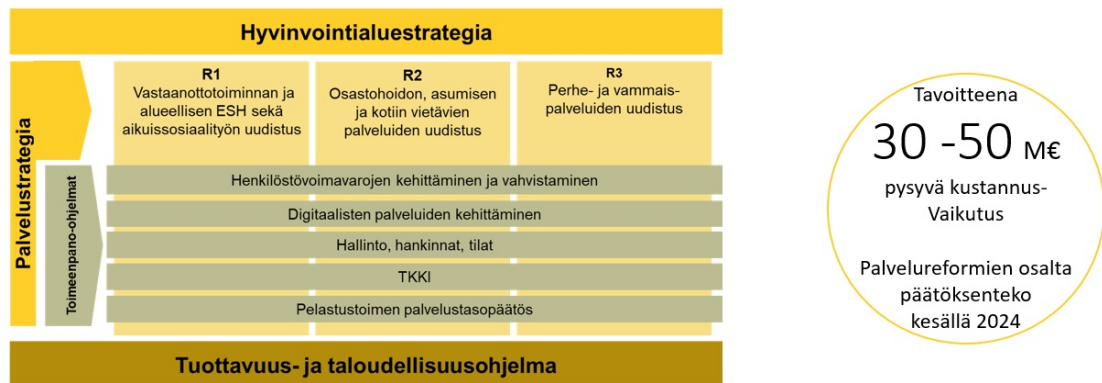 Hyvinvointialuestrategia
Palvelustrategia
Toimeenpano-ohjelmat
R1
Vastaanottotoiminnan ja
alueellisen ESH sekä
aikuissosiaalityön uudistus
R2
Osastohoidon, asumisen
ja kotiin vietävien
palveluiden uudistus
R3
Perhe- ja vammais-
palveluiden uudistus
Henkilöstövoimavarojen kehittäminen ja vahvistaminen
Digitaalisten palveluiden kehittäminen
Hallinto, hankinnat, tilat
TKKI
Pelastustoimen palvelustasopäätös
Tuottavuus- ja taloudellisuusohjelma
Tavoitteena
30 -50 M€
pysyvä kustannus-
Vaikutus
Palvelureformien osalta
päätöksenteko
kesällä 2024